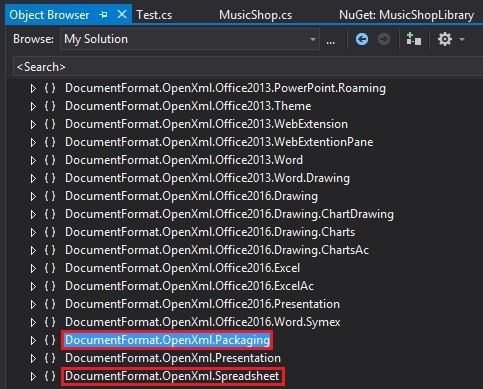 Object Browser Test.cs MusicShop.cs NuGet: MusicShopLibrary
Browse: My Solution ...
<Search>
{ } DocumentFormat.OpenXml.Office2013.PowerPoint.Roaming
{ } DocumentFormat.OpenXml.Office2013.Theme
{ } DocumentFormat.OpenXml.Office2013.WebExtension
{ } DocumentFormat.OpenXml.Office2013.WebExtentionPane
{ } DocumentFormat.OpenXml.Office2013.Word
{ } DocumentFormat.OpenXml.Office2013.Word.Drawing
{ } DocumentFormat.OpenXml.Office2016.Drawing
{ } DocumentFormat.OpenXml.Office2016.Drawing.ChartDrawing
{ } DocumentFormat.OpenXml.Office2016.Drawing.Charts
{ } DocumentFormat.OpenXml.Office2016.Drawing.ChartsAc
{ } DocumentFormat.OpenXml.Office2016.Excel
{ } DocumentFormat.OpenXml.Office2016.ExcelAc
{ } DocumentFormat.OpenXml.Office2016.Presentation
{ } DocumentFormat.OpenXml.Office2016.Word.Symex
{ } DocumentFormat.OpenXml.Packaging
{ } DocumentFormat.OpenXml.Presentation
{ } DocumentFormat.OpenXml.Spreadsheet